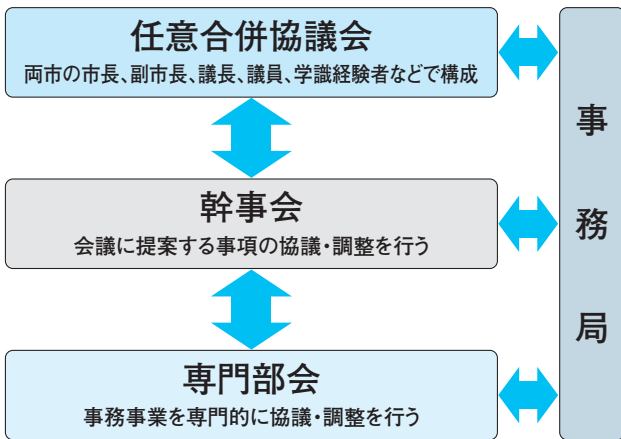 任意合併協議会
両市の市長、副市長、議長、議員、学識経験者などで構成
幹事会
会議に提案する事項の協議・調整を行う
専門部会
事務事業を専門的に協議・調整を行う
事務局